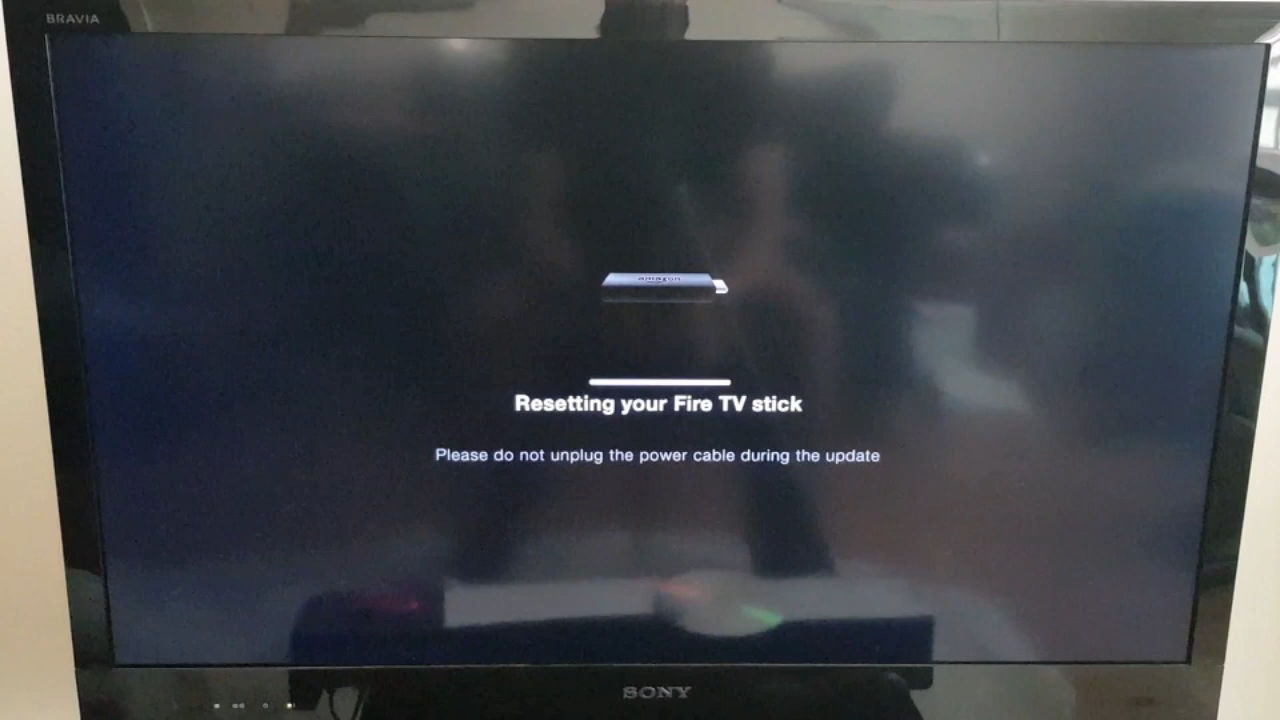 BRAVIA
amazon
Resetting your Fire TV stick
Please do not unplug the power cable during the update
SONY